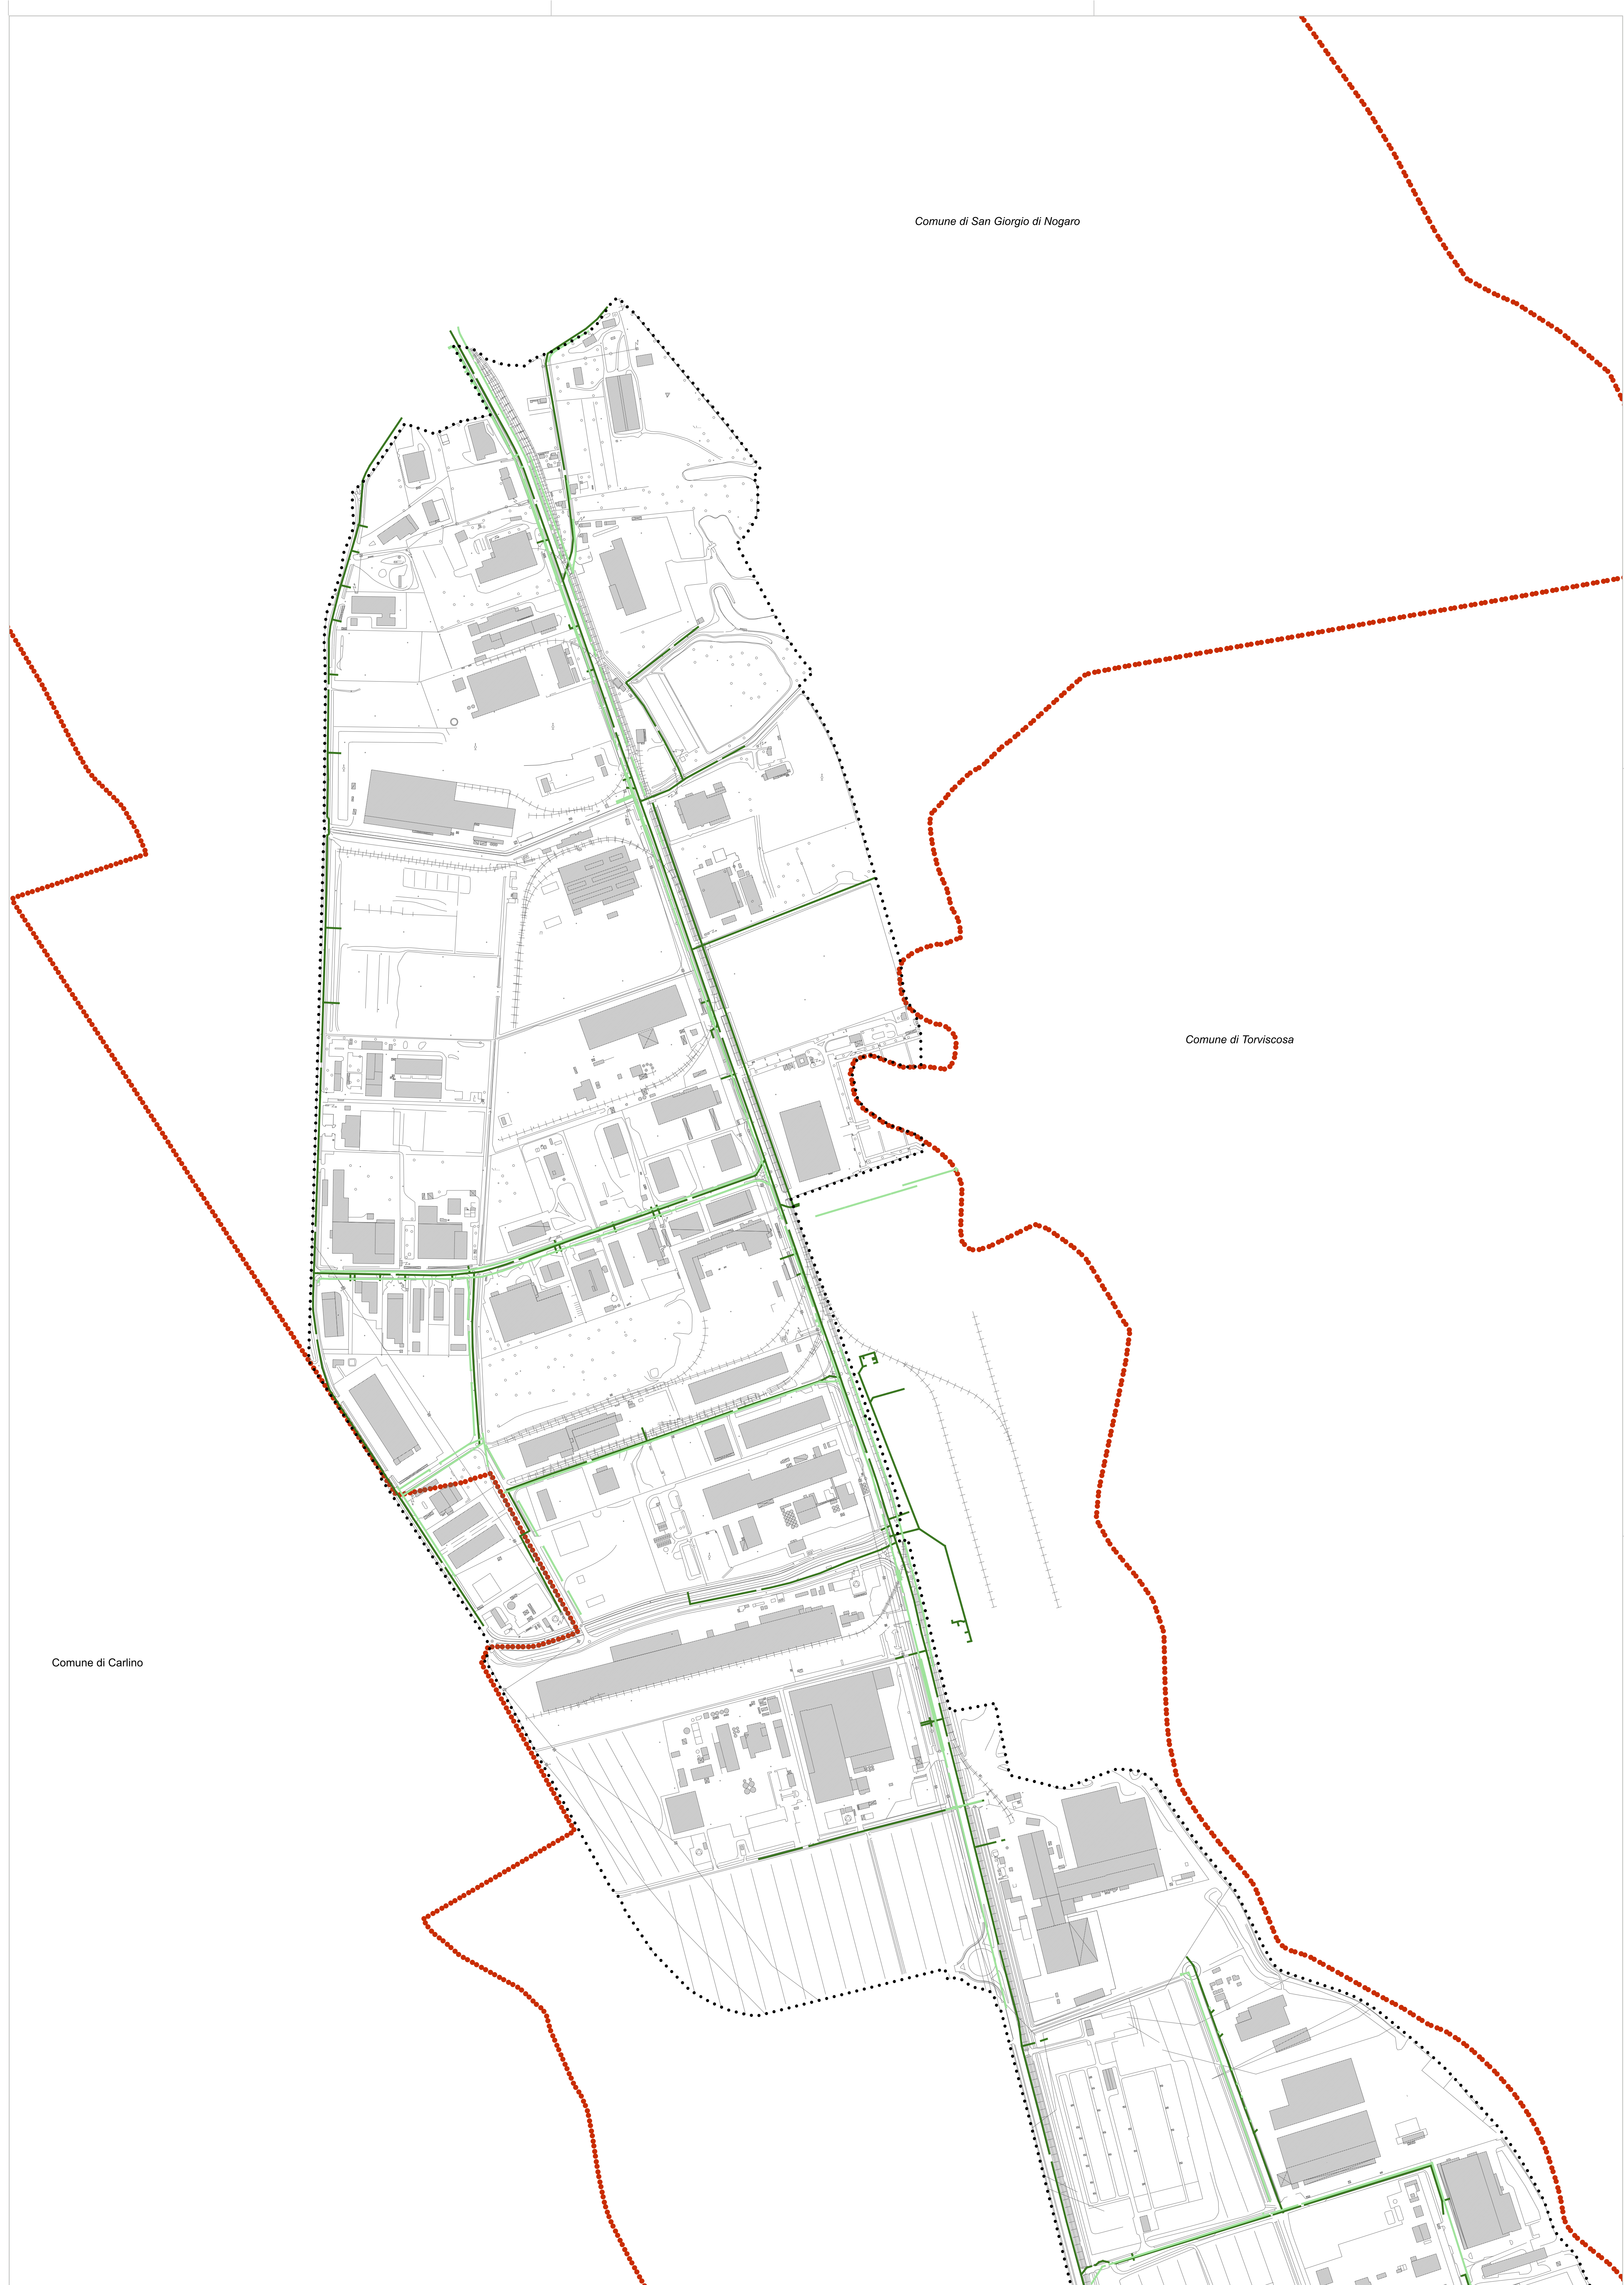 Comune di San Giorgio di Nogaro
Comune di Torviscosa
Comune di Carlino